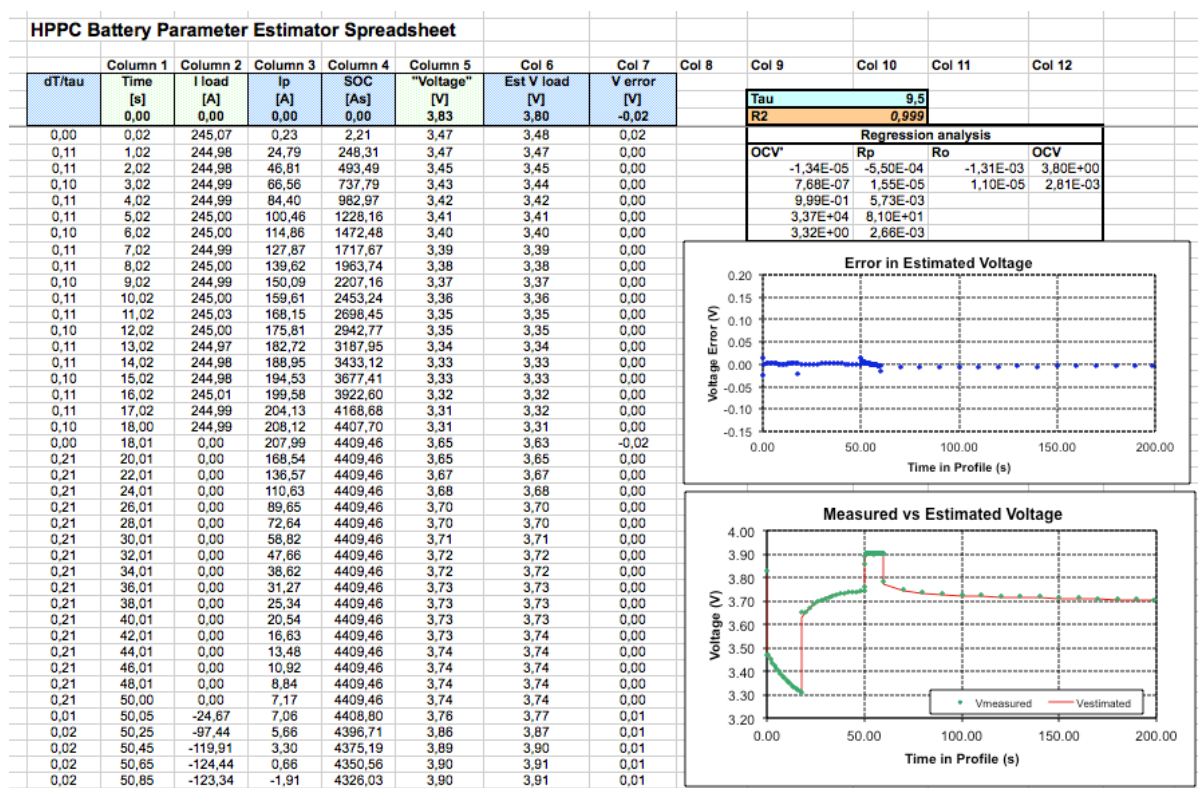 HPPC Battery Parameter Estimator Spreadsheet
Column 1 Column 2 Column 3 Column 4 Column 5 Col 6 Col 7 Col 8 Col 9 Col 10 Col 11 Col 12
dT/tau Time I load Ip SOC "Voltage" Est V load V error
[s] [A] [A] [As] [V] [V] [V] Tau 9,5
0,00 0,00 0,00 0,00 3,83 3,80 -0,02 R2 0,999
0,00 0,02 245,07 0,23 2,21 3,47 3,48 0,02 Regression analysis
0,11 1,02 244,98 24,79 248,31 3,47 3,47 0,00 OCV' Rp Ro OCV
0,11 2,02 244,98 46,81 493,49 3,45 3,45 0,00 -1,34E-05 -5,50E-04 -1,31E-03 3,80E+00
0,10 3,02 244,99 66,56 737,79 3,43 3,44 0,00 7,68E-07 1,55E-05 1,10E-05 2,81E-03
0,11 4,02 244,99 84,40 982,97 3,42 3,42 0,00 9,99E-01 5,73E-03
0,11 5,02 245,00 100,46 1228,16 3,41 3,41 0,00 3,37E+04 8,10E+01
0,10 6,02 245,00 114,86 1472,48 3,40 3,40 0,00 3,32E+00 2,66E-03
0,11 7,02 244,99 127,87 1717,67 3,39 3,39 0,00
0,11 8,02 245,00 139,62 1963,74 3,38 3,38 0,00
0,10 9,02 244,99 150,09 2207,16 3,37 3,37 0,00
0,11 10,02 245,00 159,61 2453,24 3,36 3,36 0,00
0,11 11,02 245,03 168,15 2698,45 3,35 3,35 0,00
0,10 12,02 245,00 175,81 2942,77 3,35 3,35 0,00
0,11 13,02 244,97 182,72 3187,95 3,34 3,34 0,00
0,11 14,02 244,98 188,95 3433,12 3,33 3,33 0,00
0,10 15,02 244,98 194,53 3677,41 3,33 3,33 0,00
0,11 16,02 245,01 199,58 3922,60 3,32 3,32 0,00
0,11 17,02 244,99 204,13 4168,68 3,31 3,32 0,00
0,10 18,00 244,99 208,12 4407,70 3,31 3,31 0,00
0,00 18,01 0,00 207,99 4409,46 3,65 3,63 -0,02
0,21 20,01 0,00 168,54 4409,46 3,65 3,65 0,00
0,21 22,01 0,00 136,57 4409,46 3,67 3,67 0,00
0,21 24,01 0,00 110,63 4409,46 3,68 3,68 0,00
0,21 26,01 0,00 89,65 4409,46 3,70 3,70 0,00
0,21 28,01 0,00 72,64 4409,46 3,70 3,70 0,00
0,21 30,01 0,00 58,82 4409,46 3,71 3,71 0,00
0,21 32,01 0,00 47,66 4409,46 3,72 3,72 0,00
0,21 34,01 0,00 38,62 4409,46 3,72 3,72 0,00
0,21 36,01 0,00 31,27 4409,46 3,73 3,73 0,00
0,21 38,01 0,00 25,34 4409,46 3,73 3,73 0,00
0,21 40,01 0,00 20,54 4409,46 3,73 3,73 0,00
0,21 42,01 0,00 16,63 4409,46 3,73 3,74 0,00
0,21 44,01 0,00 13,48 4409,46 3,74 3,74 0,00
0,21 46,01 0,00 10,92 4409,46 3,74 3,74 0,00
0,21 48,01 0,00 8,84 4409,46 3,74 3,74 0,00
0,21 50,00 0,00 7,17 4409,46 3,74 3,74 0,00
0,01 50,05 -24,67 7,06 4408,80 3,76 3,77 0,01
0,02 50,25 -97,44 5,66 4396,71 3,86 3,87 0,01
0,02 50,45 -119,91 3,30 4375,19 3,89 3,90 0,01
0,02 50,65 -124,44 0,66 4350,56 3,90 3,91 0,01
0,02 50,85 -123,34 -1,91 4326,03 3,90 3,91 0,01
Error in Estimated Voltage
Voltage Error (V)
0.20
0.15
0.10
0.05
0.00
-0.05
-0.10
-0.15
0.00 50.00 100.00 150.00 200.00
Time in Profile (s)
Measured vs Estimated Voltage
Voltage (V)
4.00
3.90
3.80
3.70
3.60
3.50
3.40
3.30
3.20
Vmeasured Vestimated
0.00 50.00 100.00 150.00 200.00
Time in Profile (s)